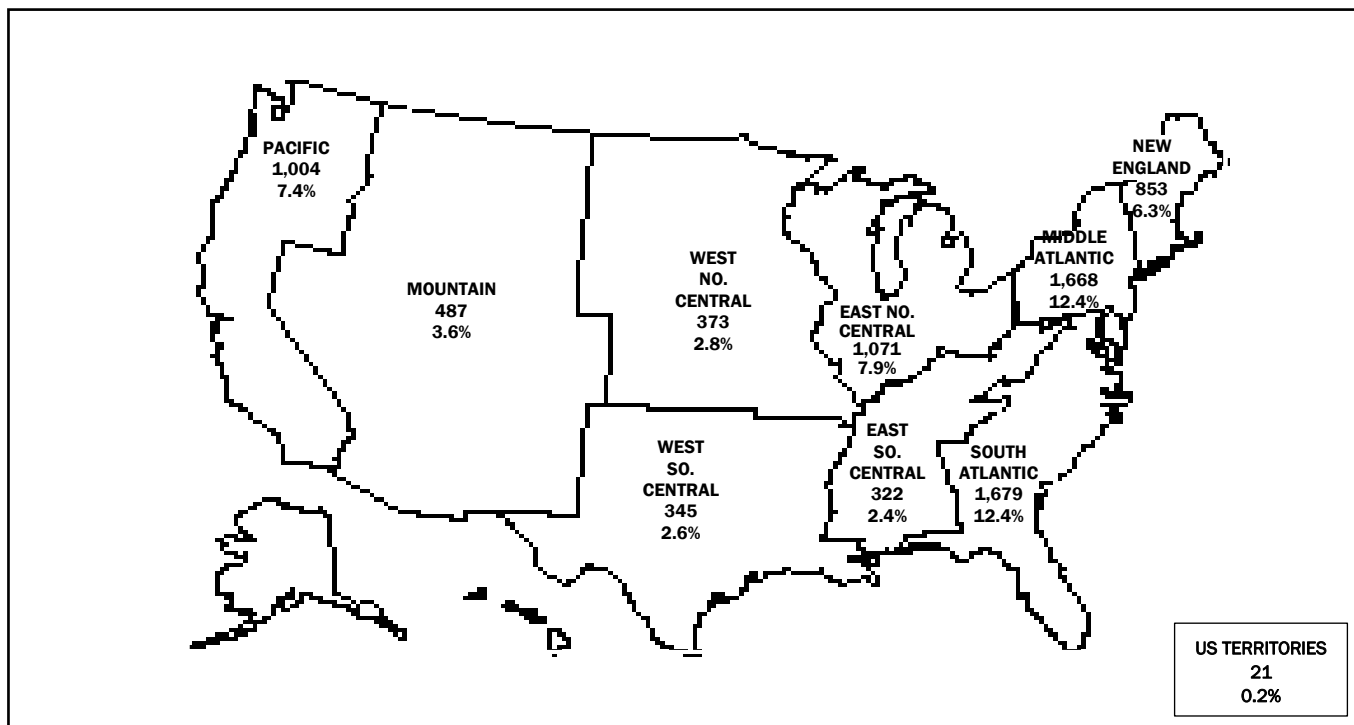 PACIFIC
1,004
7.4%
MOUNTAIN
487
3.6%
WEST
NO.
CENTRAL
373
2.8%
EAST NO.
CENTRAL
1,071
7.9%
NEW
ENGLAND
853
6.3%
MIDDLE
ATLANTIC
1,668
12.4%
WEST
SO.
CENTRAL
345
2.6%
EAST
SO.
CENTRAL
322
2.4%
SOUTH
ATLANTIC
1,679
12.4%
US TERRITORIES
21
0.2%